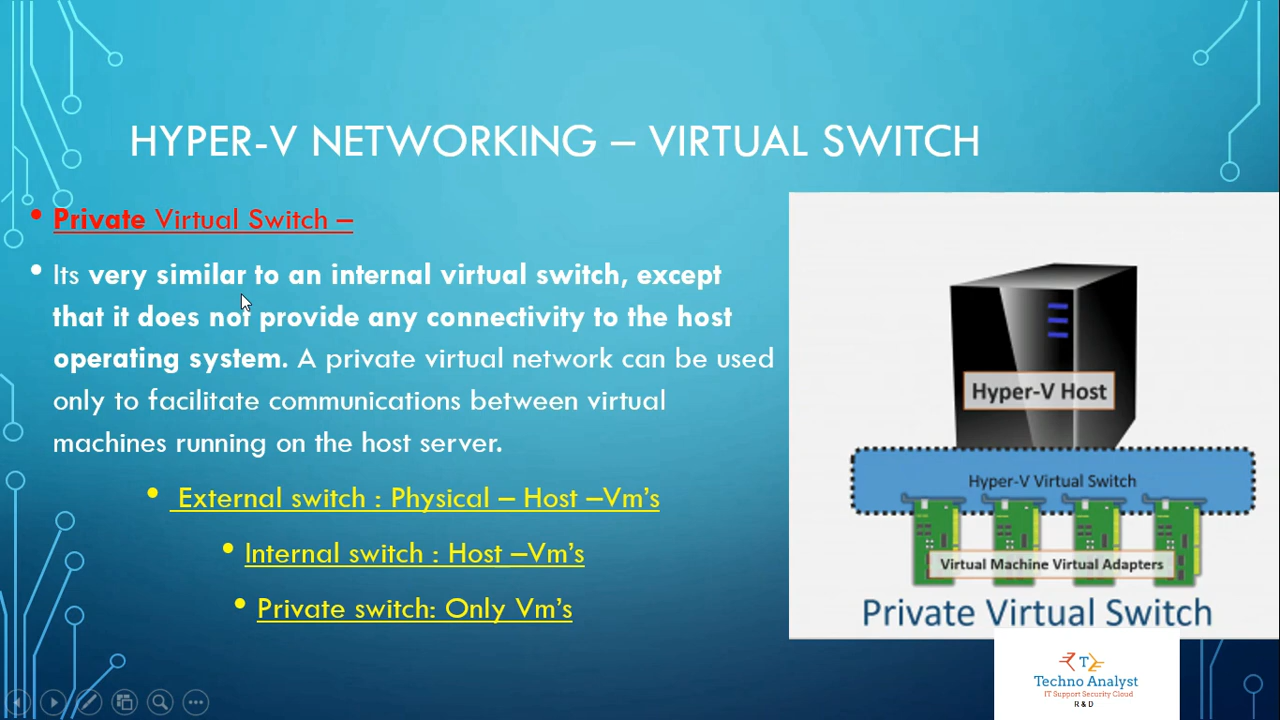 HYPER-V NETWORKING – VIRTUAL SWITCH
• Private Virtual Switch –
• Its very similar to an internal virtual switch, except
that it does not provide any connectivity to the host
operating system. A private virtual network can be used
only to facilitate communications between virtual
machines running on the host server.
• External switch : Physical – Host –Vm's
• Internal switch : Host –Vm's
• Private switch: Only Vm's
Hyper-V Host
Hyper-V Virtual Switch
Virtual Machine Virtual Adapters
Private Virtual Switch
T
Techno Analyst
IT Support Security Cloud
R & D